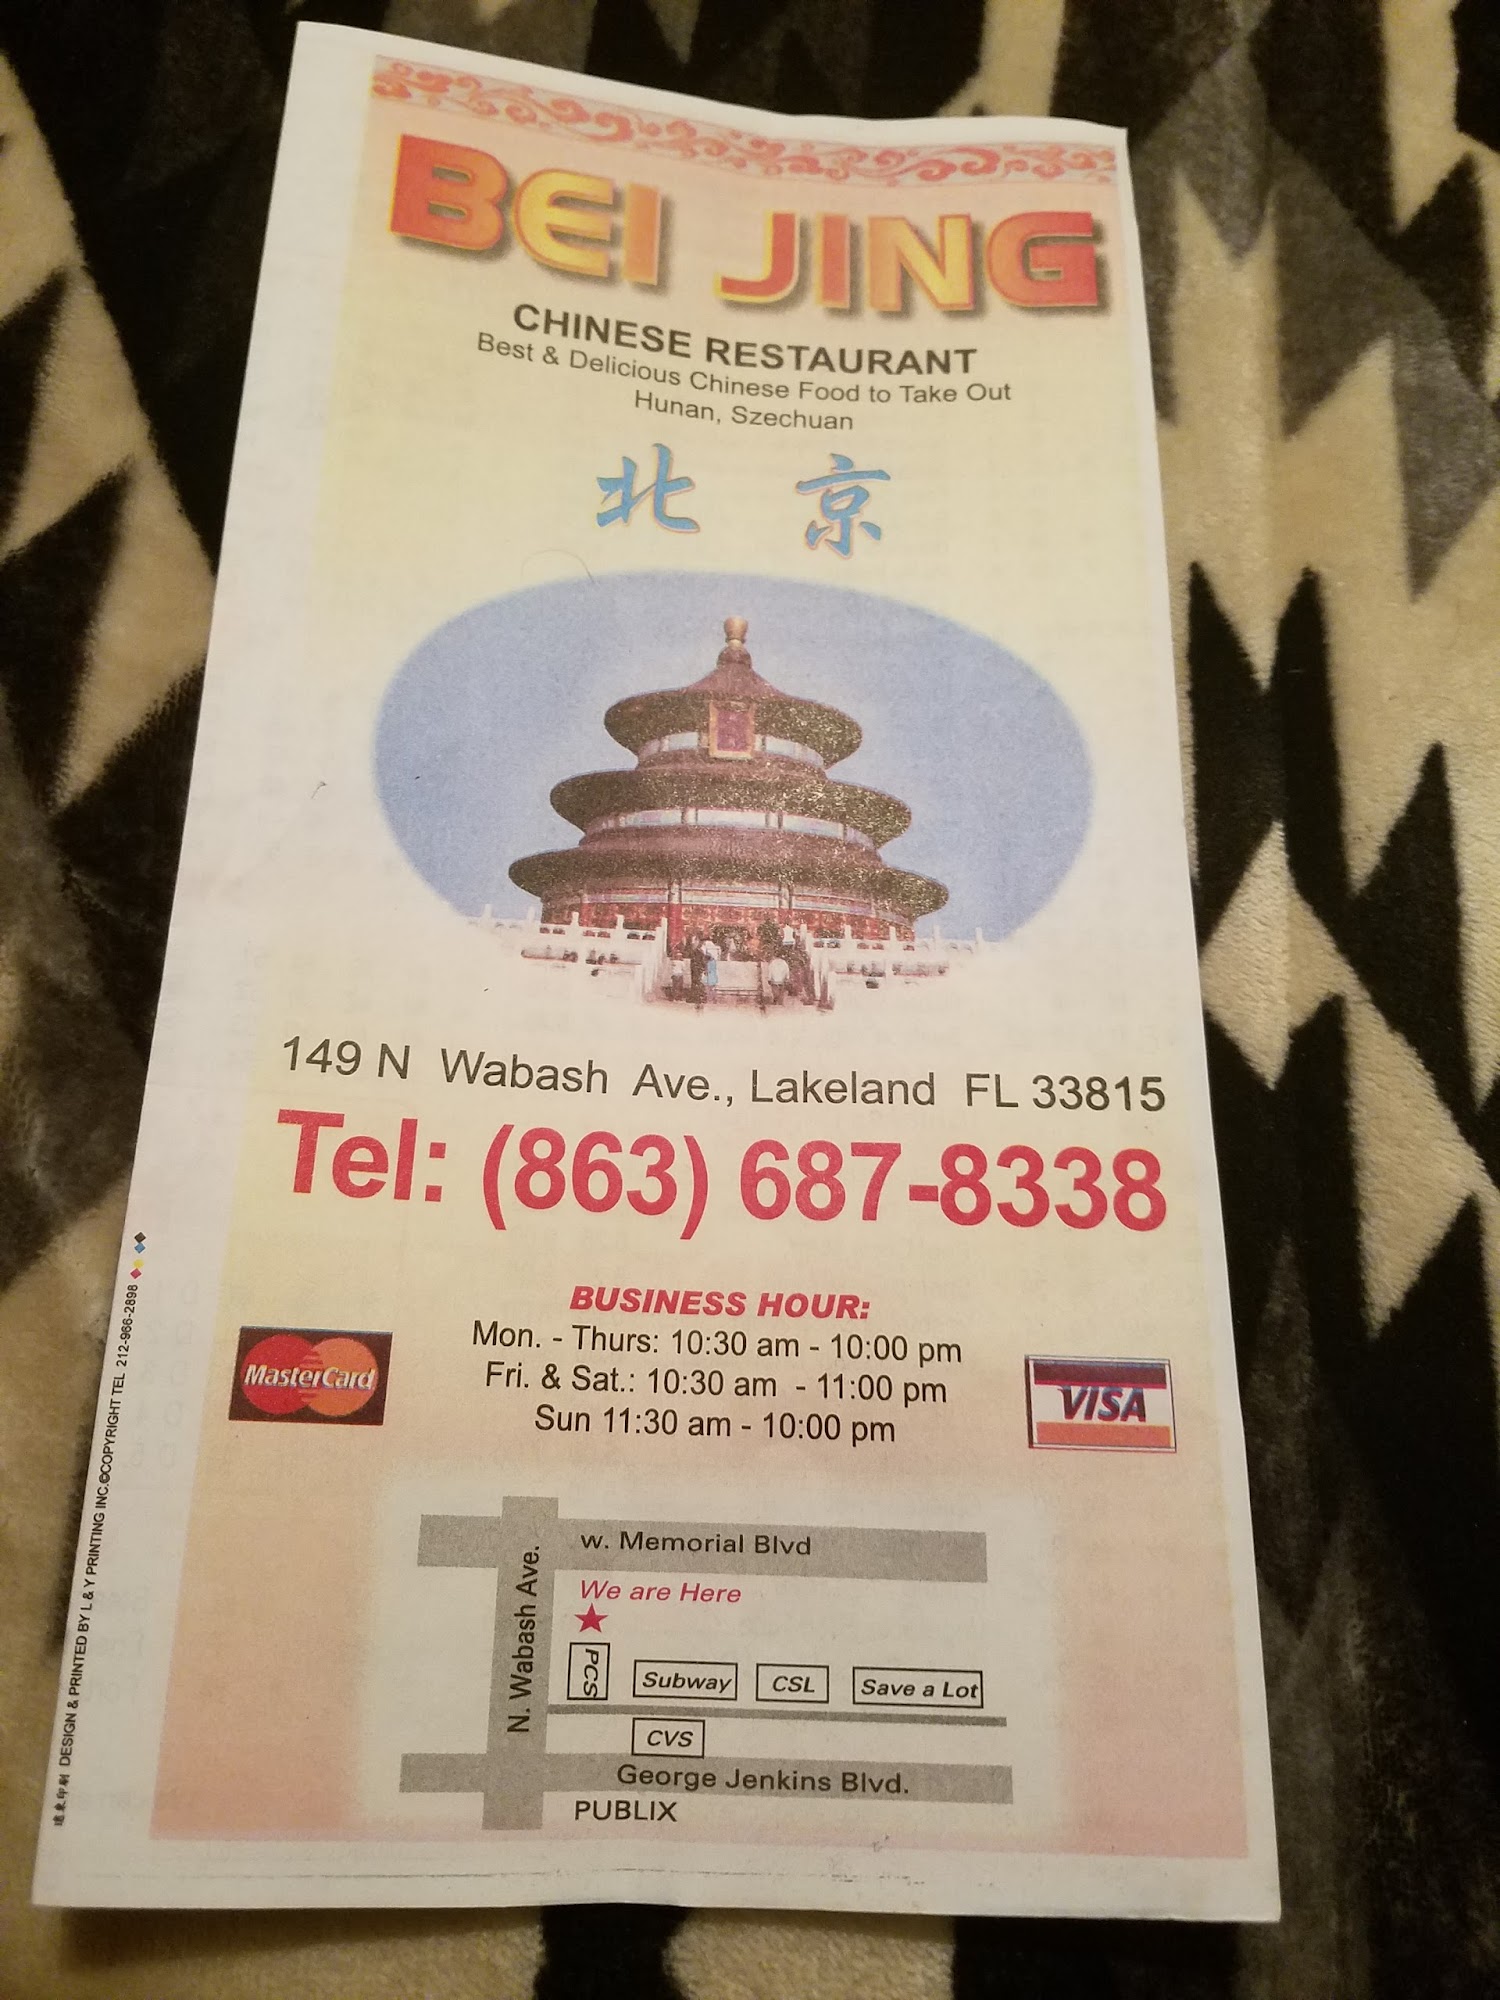 BEI JING
CHINESE RESTAURANT
Best & Delicious Chinese Food to Take Out
Hunan, Szechuan
北 京
149 N Wabash Ave., Lakeland FL 33815
Tel: (863) 687-8338
BUSINESS HOUR:
Mon. - Thurs: 10:30 am - 10:00 pm
Fri. & Sat.: 10:30 am - 11:00 pm
Sun 11:30 am - 10:00 pm
MasterCard
VISA
w. Memorial Blvd
N. Wabash Ave.
We are Here
PCS
Subway
CSL
Save a Lot
CVS
George Jenkins Blvd.
PUBLIX
DESIGN & PRINTED BY L & Y PRINTING INC.©COPYRIGHT TEL 212-966-2898